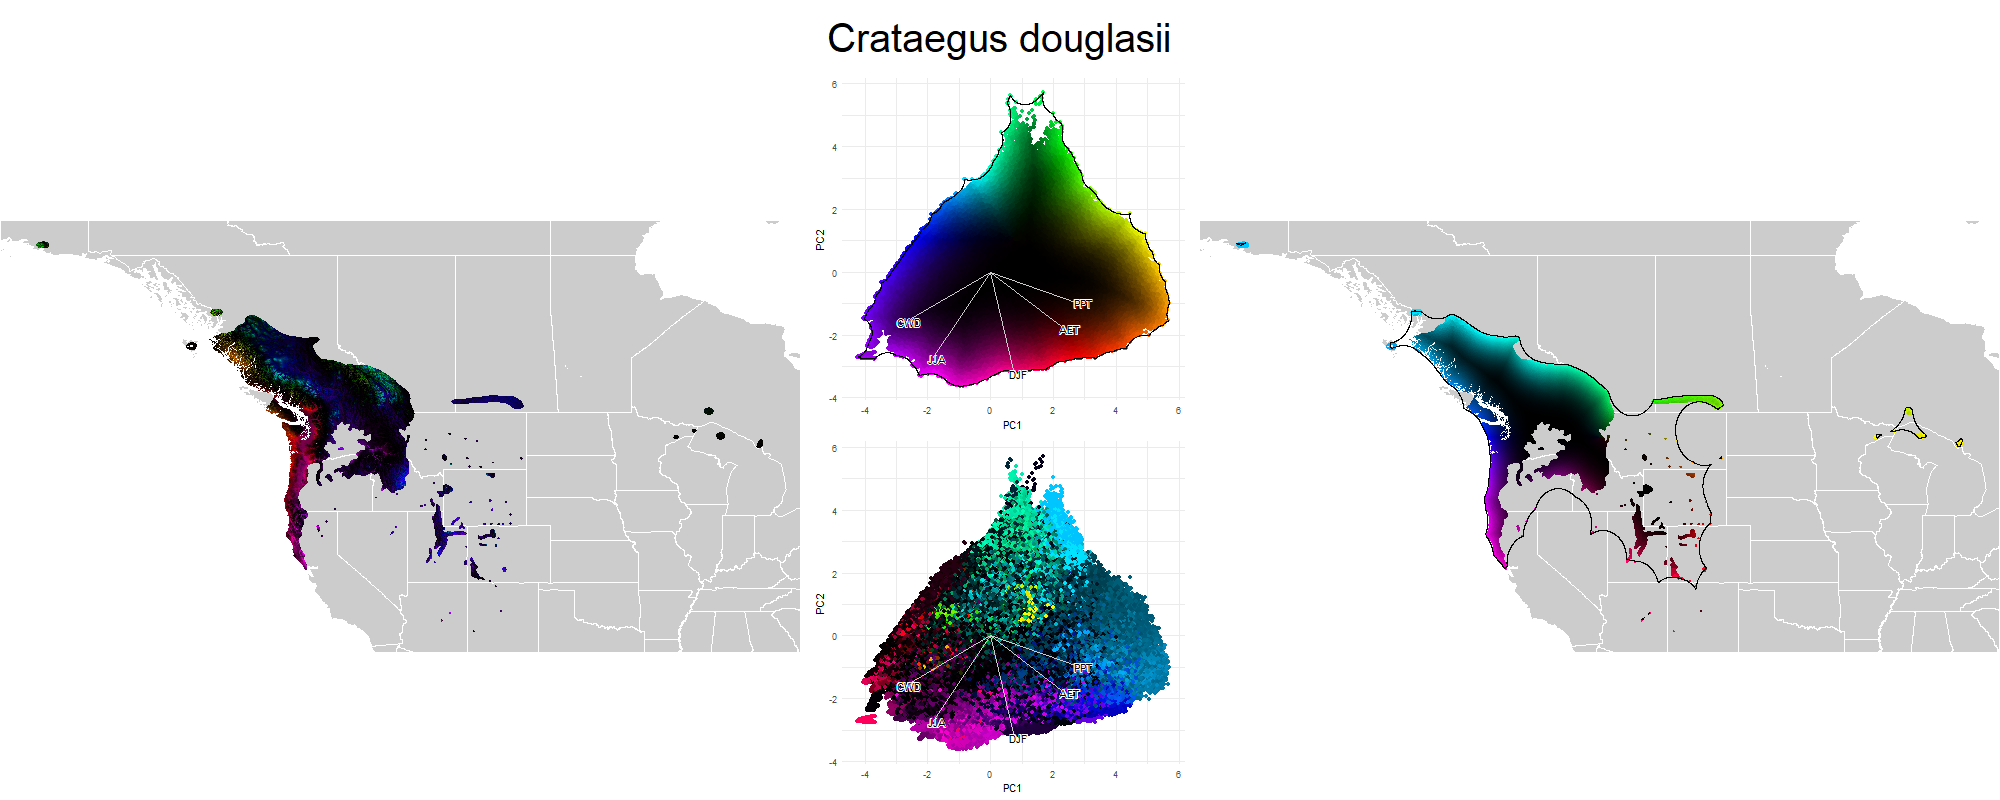 Crataegus douglasii
6
4
2
0
-2
-4
PC2
CWD
JJA
DJF
AET
PPT
-4 -2 0 2 4 6
PC1
6
4
2
0
-2
-4
PC2
CWD
JJA
DJF
AET
PPT
-4 -2 0 2 4 6
PC1